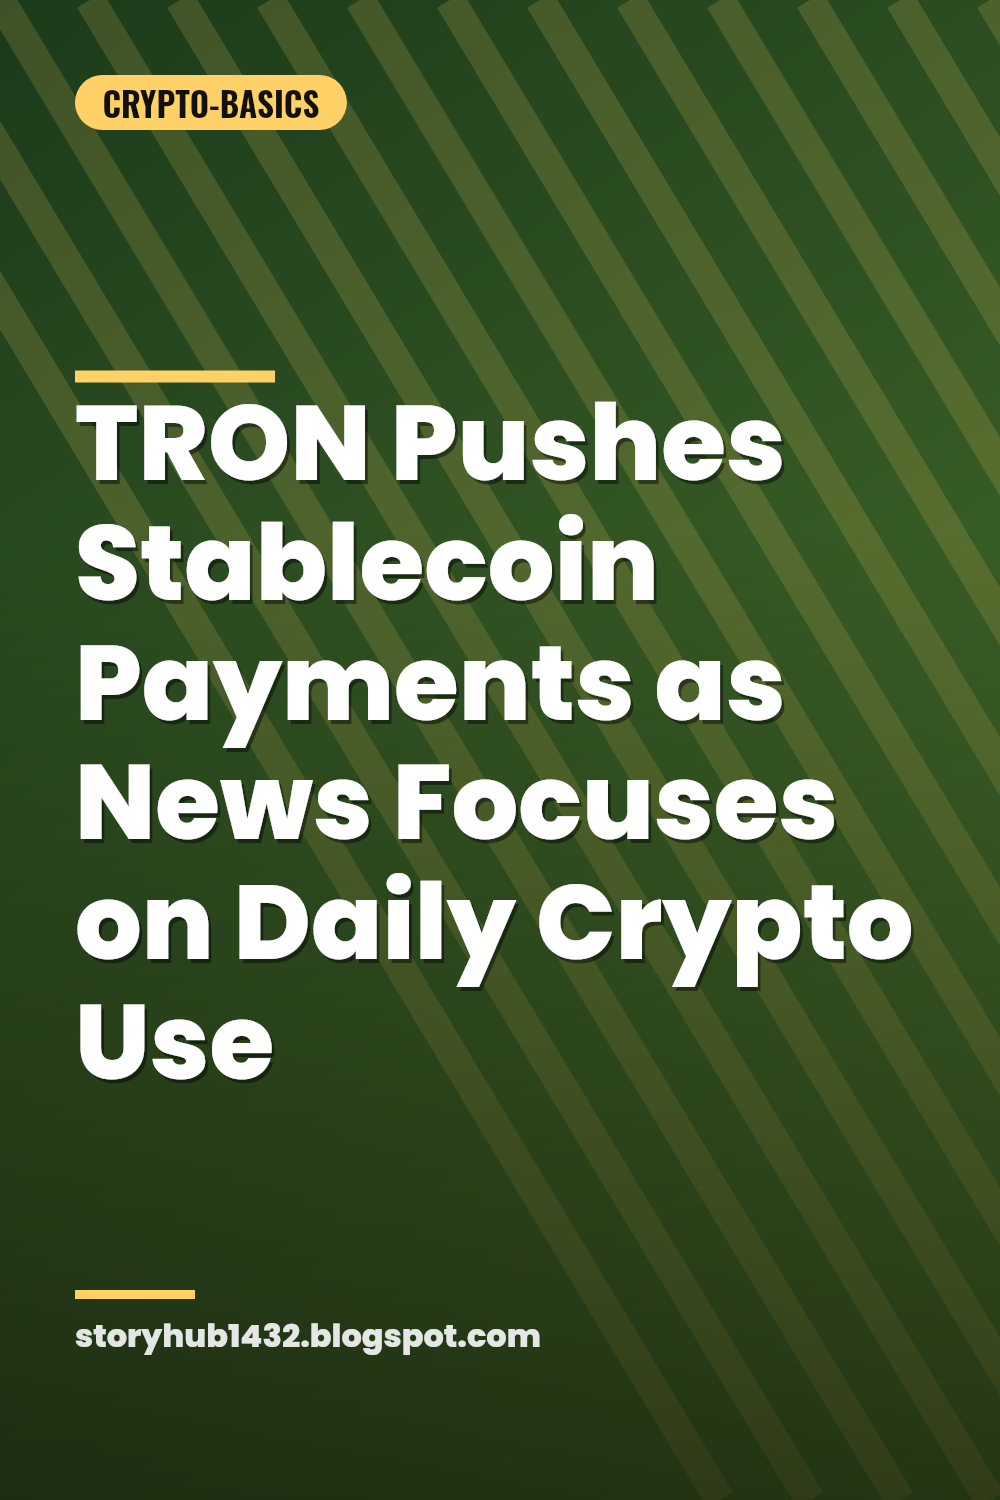 CRYPTO-BASICS
TRON Pushes
Stablecoin
Payments as
News Focuses
on Daily Crypto
Use
storyhub1432.blogspot.com